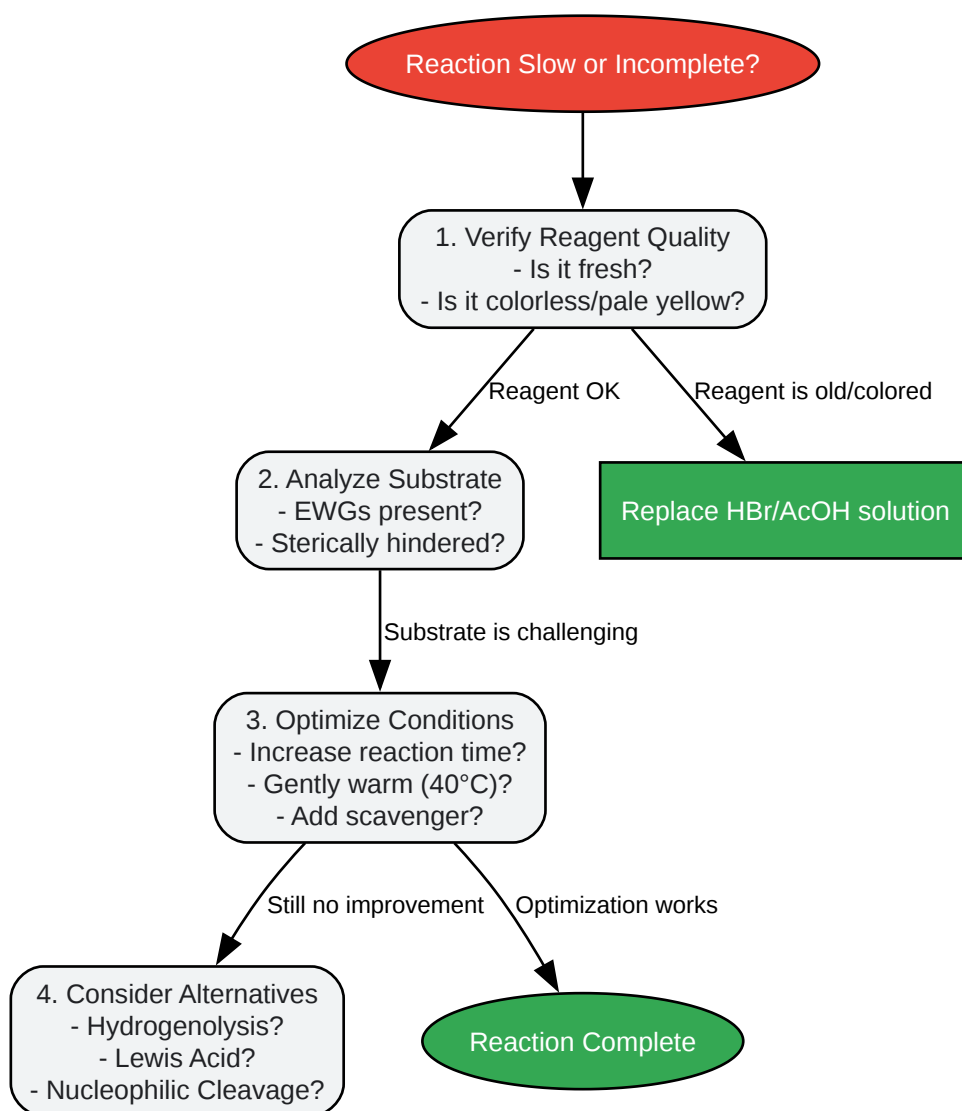 Reaction Slow or Incomplete?
1. Verify Reagent Quality
- Is it fresh?
- Is it colorless/pale yellow?
Reagent OK
Reagent is old/colored
2. Analyze Substrate
- EWGs present?
- Sterically hindered?
Replace HBr/AcOH solution
Substrate is challenging
3. Optimize Conditions
- Increase reaction time?
- Gently warm (40°C)?
- Add scavenger?
Still no improvement
Optimization works
4. Consider Alternatives
- Hydrogenolysis?
- Lewis Acid?
- Nucleophilic Cleavage?
Reaction Complete